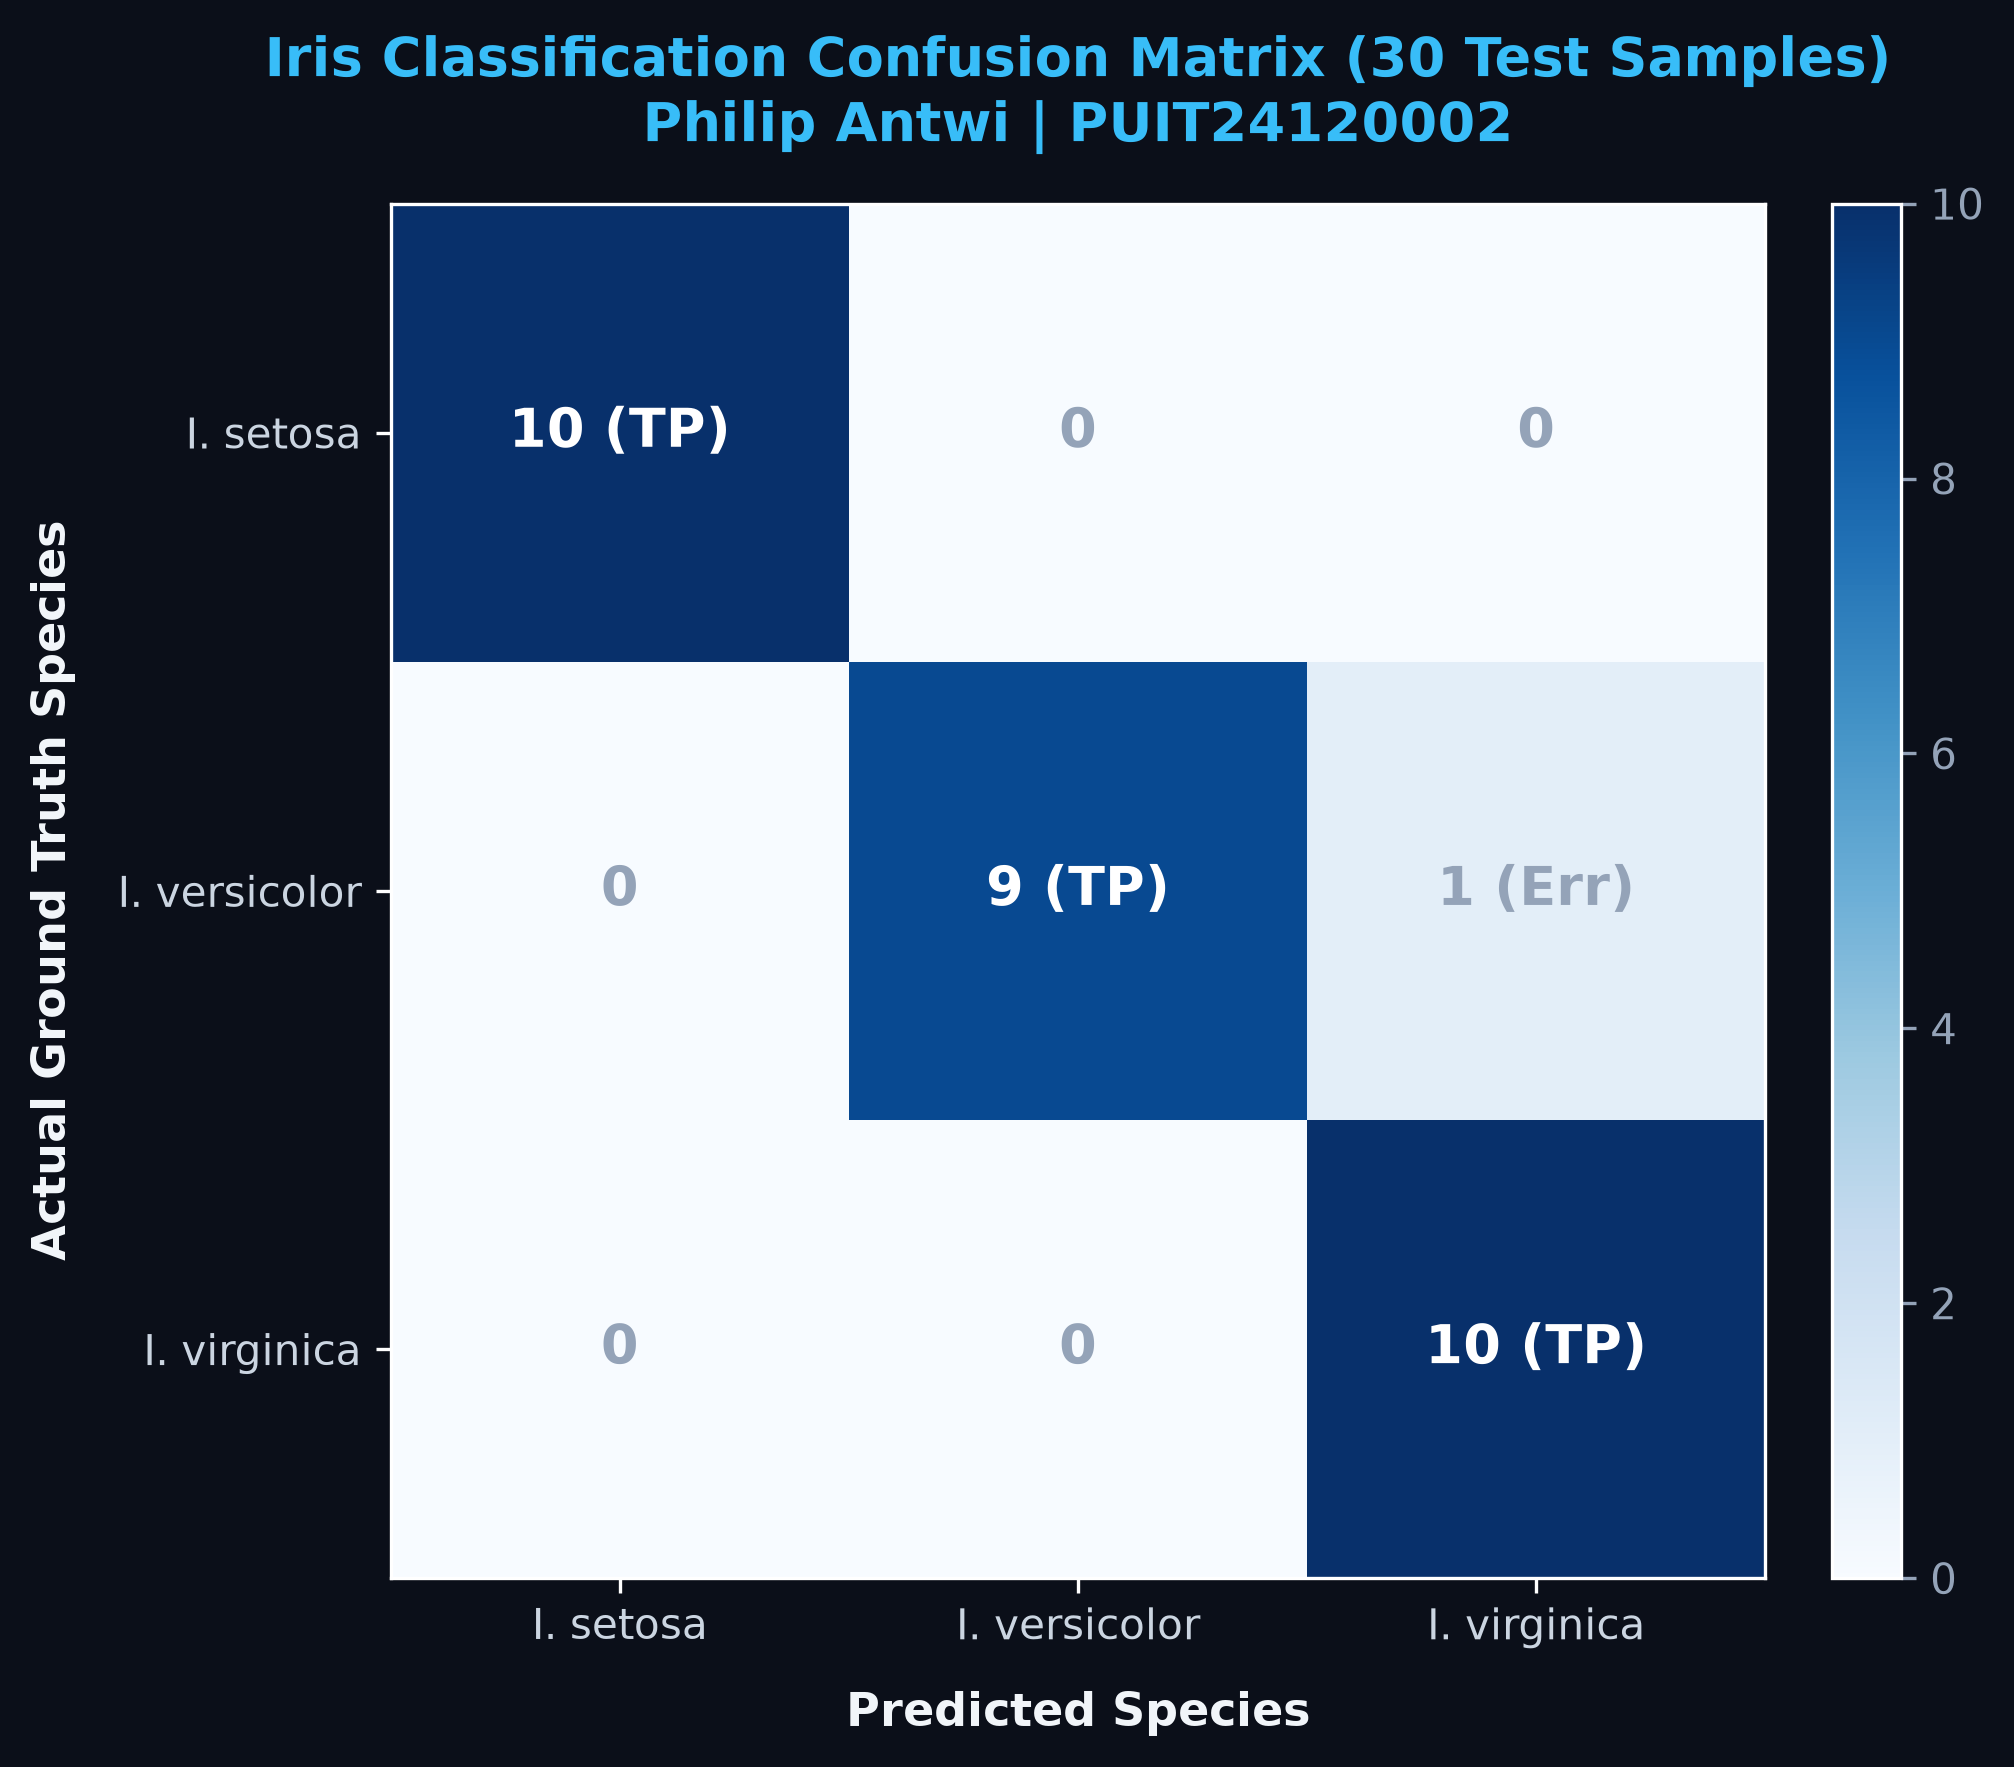 Iris Classification Confusion Matrix (30 Test Samples)
Philip Antwi | PUIT24120002
Actual Ground Truth Species
I. setosa
10 (TP)
0
0
I. versicolor
0
9 (TP)
1 (Err)
I. virginica
0
0
10 (TP)
I. setosa
I. versicolor
I. virginica
Predicted Species
10
8
6
4
2
0